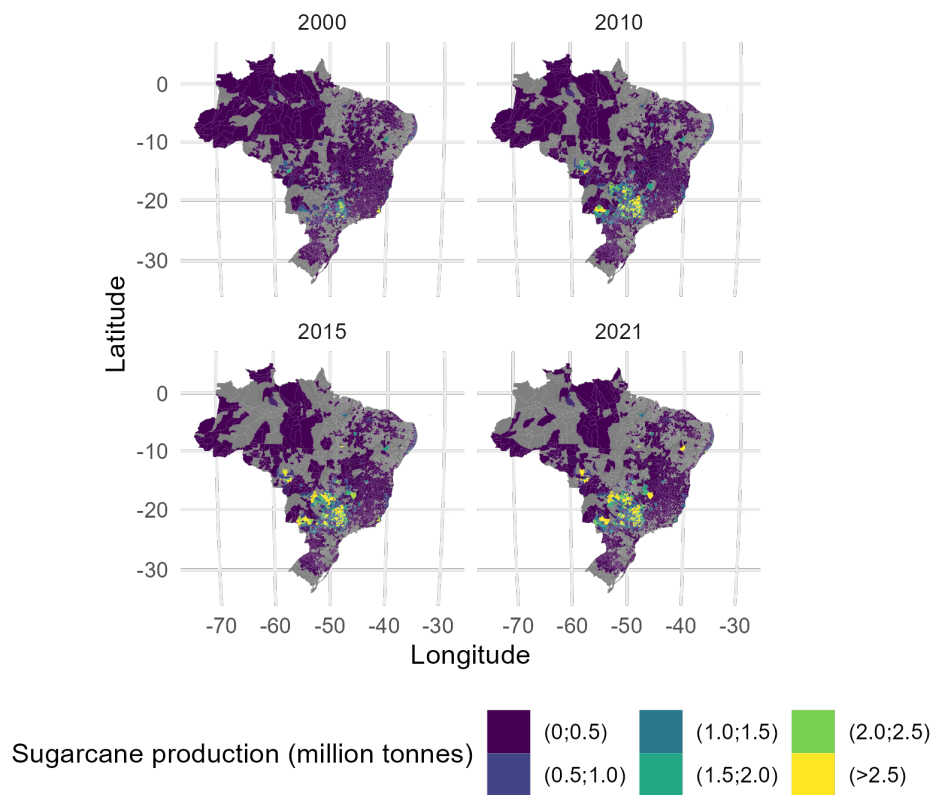 2000
2010
0
-10
-20
-30
Latitude
2015
2021
0
-10
-20
-30
-70 -60 -50 -40 -30 -70 -60 -50 -40 -30
Longitude
Sugarcane production (million tonnes)
(0;0.5) (1.0;1.5) (2.0;2.5)
(0.5;1.0) (1.5;2.0) (>2.5)